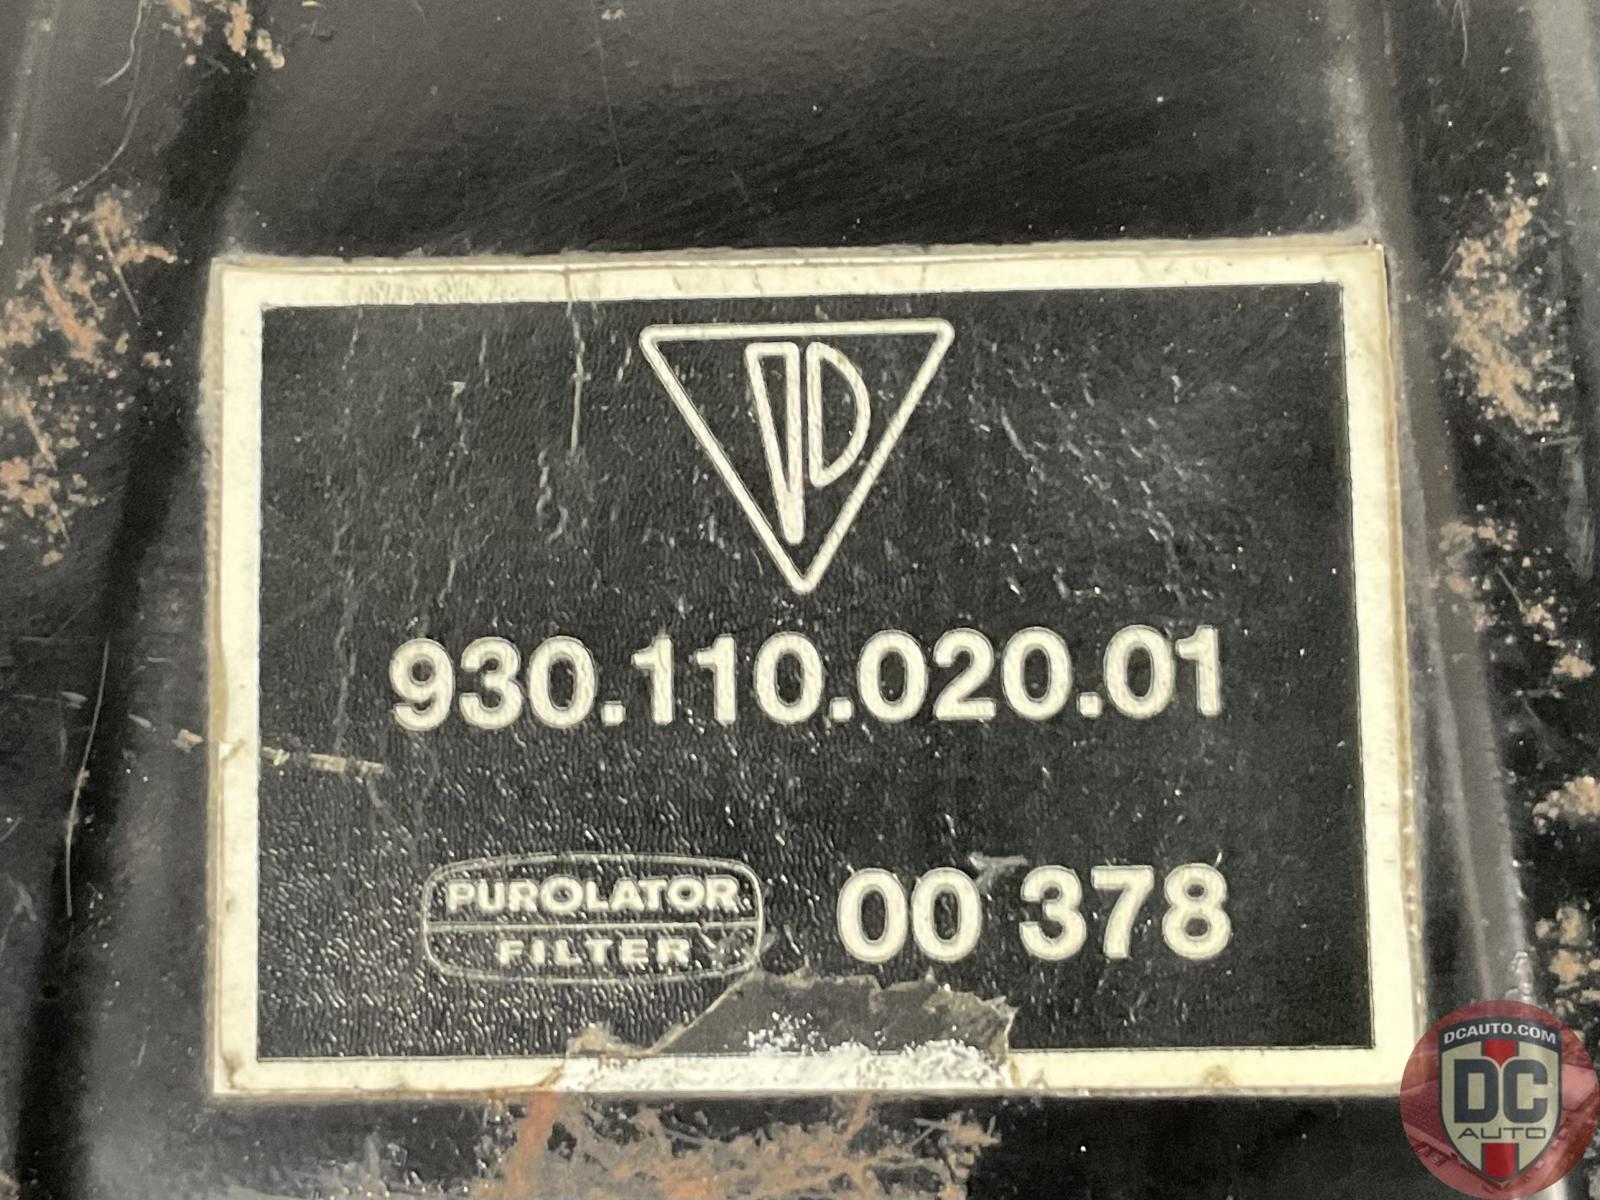 930.110.020.01
PUROLATOR
FILTER
00 378
DCAUTO.COM
DC
AUTO